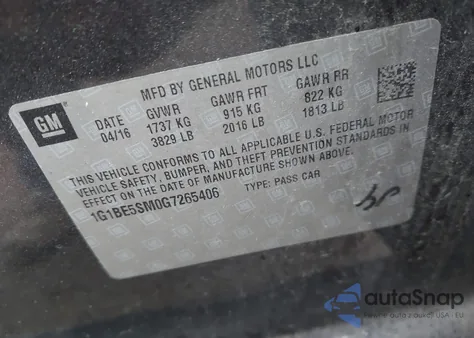 MFD BY GENERAL MOTORS LLC
GM
DATE GVWR GAWR FRT GAWR RR
04/16 1737 KG 915 KG 822 KG
3829 LB 2016 LB 1813 LB
THIS VEHICLE CONFORMS TO ALL APPLICABLE U.S. FEDERAL MOTOR
VEHICLE SAFETY, BUMPER, AND THEFT PREVENTION STANDARDS IN
EFFECT ON THE DATE OF MANUFACTURE SHOWN ABOVE.
1G1BE5SM0G7265406 TYPE: PASS CAR
autoSnap